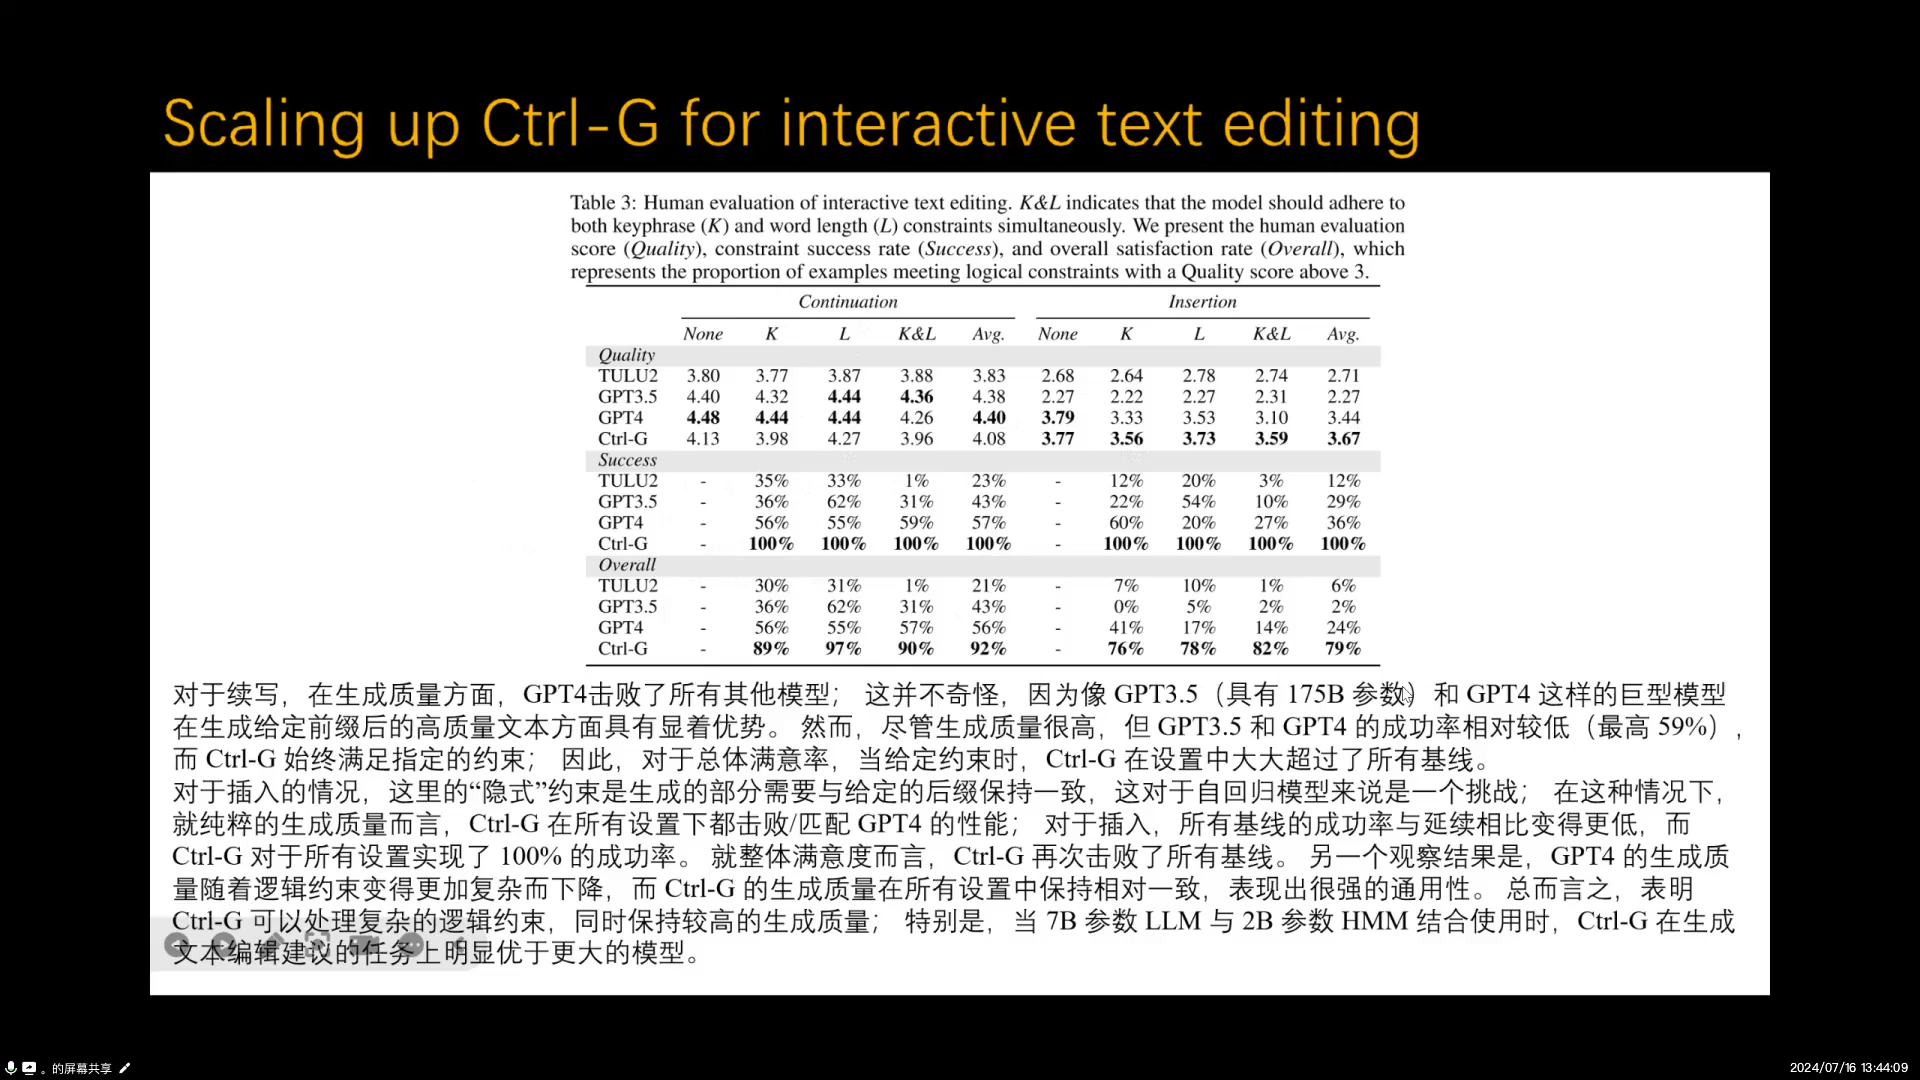 Scaling up Ctrl-G for interactive text editing
Table 3: Human evaluation of interactive text editing. K&L indicates that the model should adhere to
both keyphrase (K) and word length (L) constraints simultaneously. We present the human evaluation
score (Quality), constraint success rate (Success), and overall satisfaction rate (Overall), which
represents the proportion of examples meeting logical constraints with a Quality score above 3.
Continuation Insertion
None K L K&L Avg. None K L K&L Avg.
Quality
TULU2 3.80 3.77 3.87 3.88 3.83 2.68 2.64 2.78 2.74 2.71
GPT3.5 4.40 4.32 4.44 4.36 4.38 2.27 2.22 2.27 2.31 2.27
GPT4 4.48 4.44 4.44 4.26 4.40 3.79 3.33 3.53 3.10 3.44
Ctrl-G 4.13 3.98 4.27 3.96 4.08 3.77 3.56 3.73 3.59 3.67
Success
TULU2 - 35% 33% 1% 23% - 12% 20% 3% 12%
GPT3.5 - 36% 62% 31% 43% - 22% 54% 10% 29%
GPT4 - 56% 55% 59% 57% - 60% 20% 27% 36%
Ctrl-G - 100% 100% 100% 100% - 100% 100% 100% 100%
Overall
TULU2 - 30% 31% 1% 21% - 7% 10% 1% 6%
GPT3.5 - 36% 62% 31% 43% - 0% 5% 2% 2%
GPT4 - 56% 55% 57% 56% - 41% 17% 14% 24%
Ctrl-G - 89% 97% 90% 92% - 76% 78% 82% 79%
对于续写，在生成质量方面，GPT4击败了所有其他模型； 这并不奇怪，因为像 GPT3.5（具有 175B 参数）和 GPT4 这样的巨型模型
在生成给定前缀后的高质量文本方面具有显着优势。 然而，尽管生成质量很高，但 GPT3.5 和 GPT4 的成功率相对较低（最高 59%），
而 Ctrl-G 始终满足指定的约束； 因此，对于总体满意率，当给定约束时，Ctrl-G 在设置中大大超过了所有基线。
对于插入的情况，这里的“隐式”约束是生成的部分需要与给定的后缀保持一致，这对于自回归模型来说是一个挑战； 在这种情况下，
就纯粹的生成质量而言，Ctrl-G 在所有设置下都击败/匹配 GPT4 的性能； 对于插入，所有基线的成功率与延续相比变得更低，而
Ctrl-G 对于所有设置实现了 100% 的成功率。 就整体满意度而言，Ctrl-G 再次击败了所有基线。 另一个观察结果是，GPT4 的生成质
量随着逻辑约束变得更加复杂而下降，而 Ctrl-G 的生成质量在所有设置中保持相对一致，表现出很强的通用性。 总而言之，表明
Ctrl-G 可以处理复杂的逻辑约束，同时保持较高的生成质量； 特别是，当 7B 参数 LLM 与 2B 参数 HMM 结合使用时，Ctrl-G 在生成
文本编辑建议的任务上明显优于更大的模型。
。的屏幕共享
2024/07/16 13:44:09